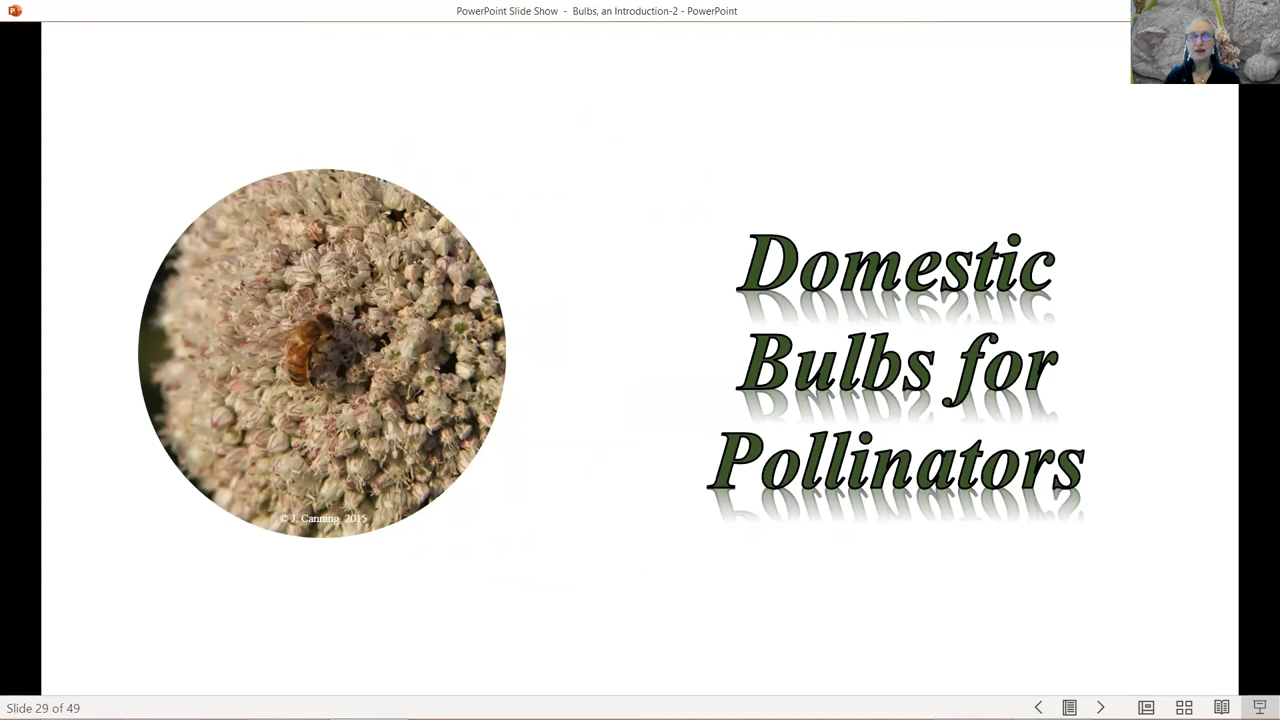 PowerPoint Slide Show - Bulbs, an Introduction-2 - PowerPoint
Domestic
Bulbs for
Pollinators
© J. Canning, 2015
Slide 29 of 49